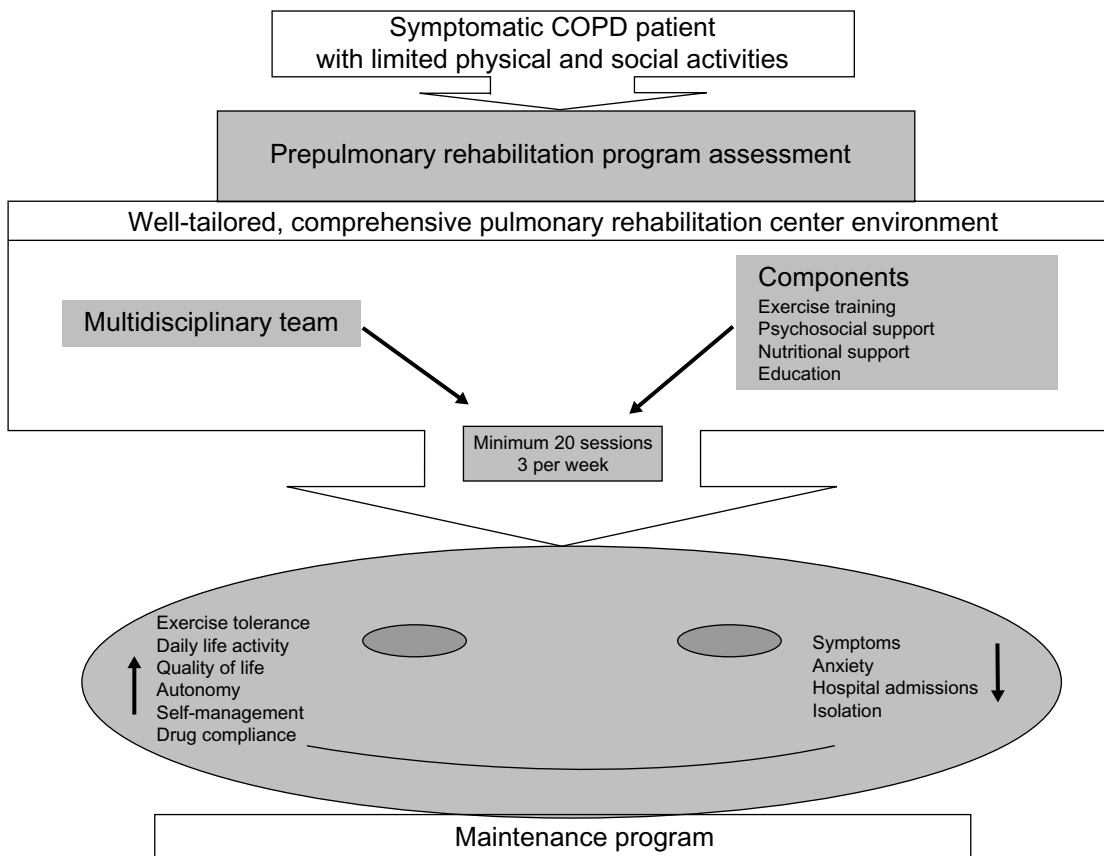 Symptomatic COPD patient
with limited physical and social activities
Prepulmonary rehabilitation program assessment
Well-tailored, comprehensive pulmonary rehabilitation center environment
Multidisciplinary team
Components
Exercise training
Psychosocial support
Nutritional support
Education
Minimum 20 sessions
3 per week
Exercise tolerance
Daily life activity
Quality of life
Autonomy
Self-management
Drug compliance
Symptoms
Anxiety
Hospital admissions
Isolation
Maintenance program